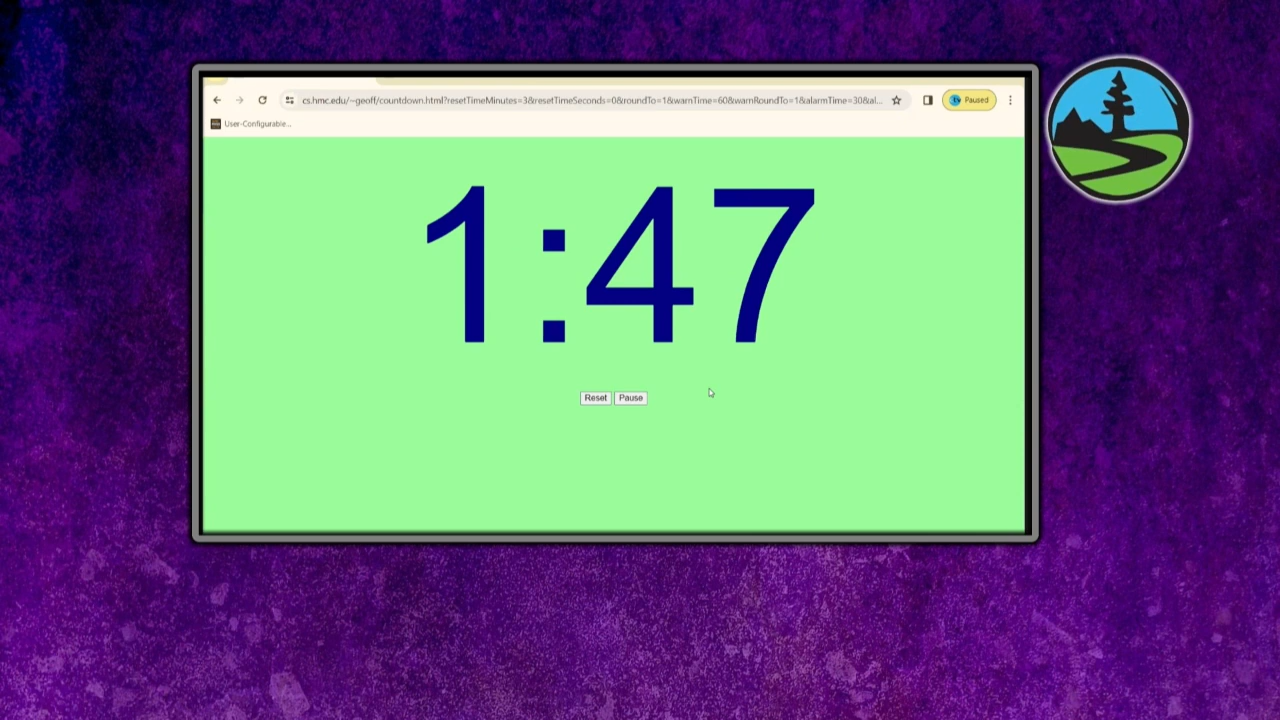 cs.hmc.edu/~geoff/countdown.html?resetTimeMinutes=3&resetTimeSeconds=0&roundTo=1&warnTime=60&warnRoundTo=1&alarmTime=30&al...
Paused
User-Configurable...
1:47
Reset Pause